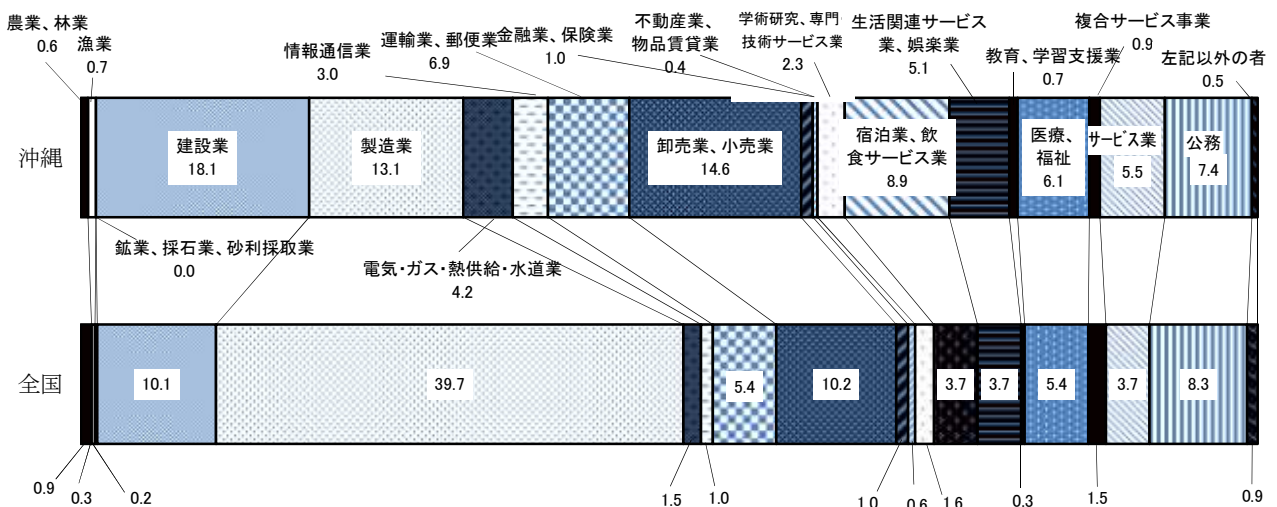 農業、林業
0.6
漁業
0.7
情報通信業
3.0
運輸業、郵便業
6.9
金融業、保険業
1.0
不動産業、
物品賃貸業
0.4
学術研究、専門・
技術サービス業
2.3
生活関連サービス
業、娯楽業
5.1
教育、学習支援業
0.7
複合サービス事業
0.9
左記以外の者
0.5
沖縄
建設業
18.1
製造業
13.1
卸売業、小売業
14.6
宿泊業、飲
食サービス業
8.9
医療、
福祉
6.1
サービス業
5.5
公務
7.4
鉱業、採石業、砂利採取業
0.0
電気・ガス・熱供給・水道業
4.2
全国
10.1
39.7
5.4
10.2
3.7
3.7
5.4
3.7
8.3
0.9
0.3
0.2
1.5
1.0
1.0
0.6
1.6
0.3
1.5
0.9